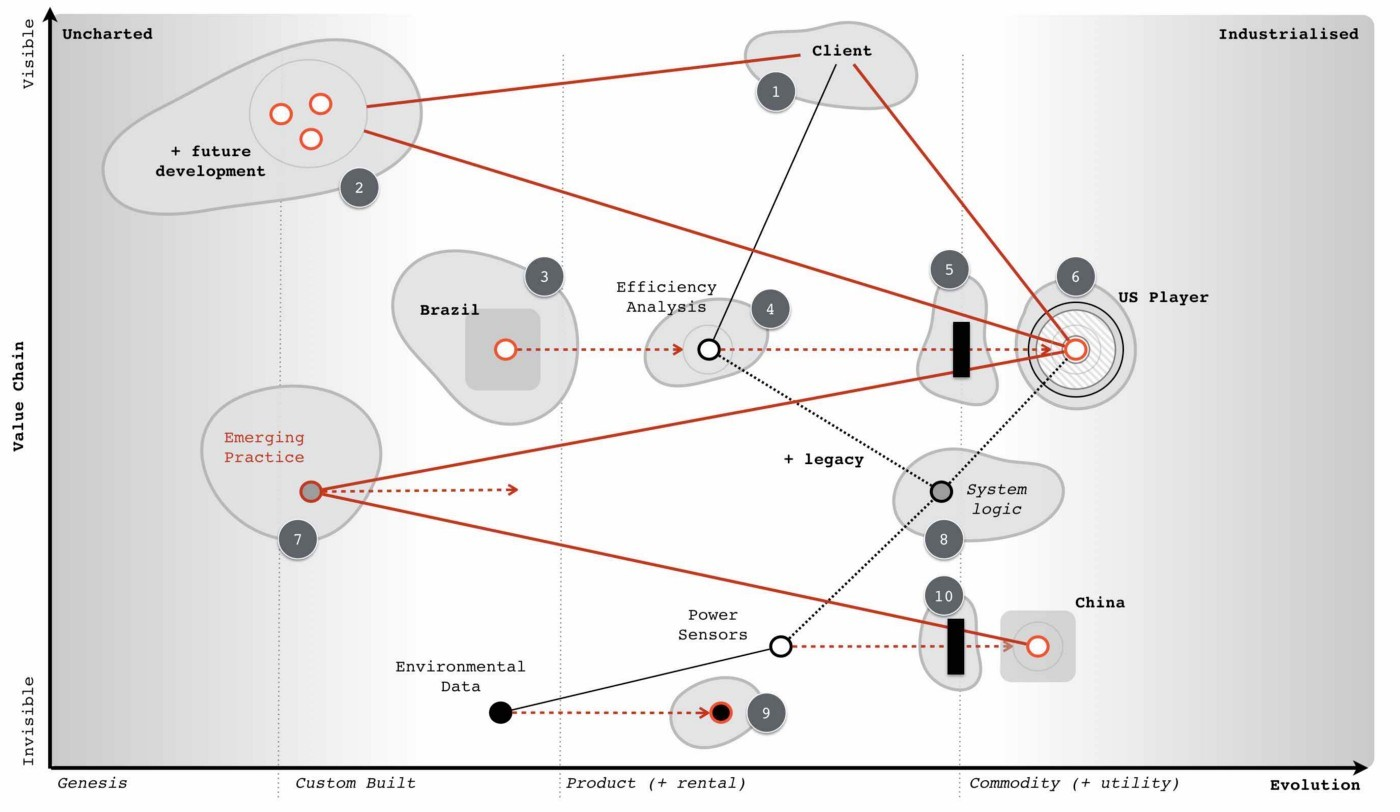 Visible
Uncharted
Industrialised
Client
1
+ future
development
2
3
Efficiency
Analysis
4
5
6
US Player
Brazil
Value Chain
Emerging
Practice
+ legacy
System
logic
7
8
10
China
Power
Sensors
Environmental
Data
9
Invisible
Genesis
Custom Built
Product (+ rental)
Commodity (+ utility)
Evolution